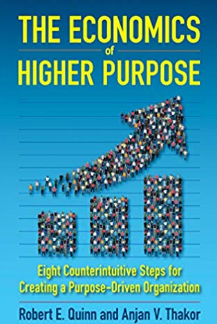 THE ECONOMICS
of
HIGHER PURPOSE
Eight Counterintuitive Steps for
Creating a Purpose-Driven Organization
Robert E. Quinn and Anjan V. Thakor